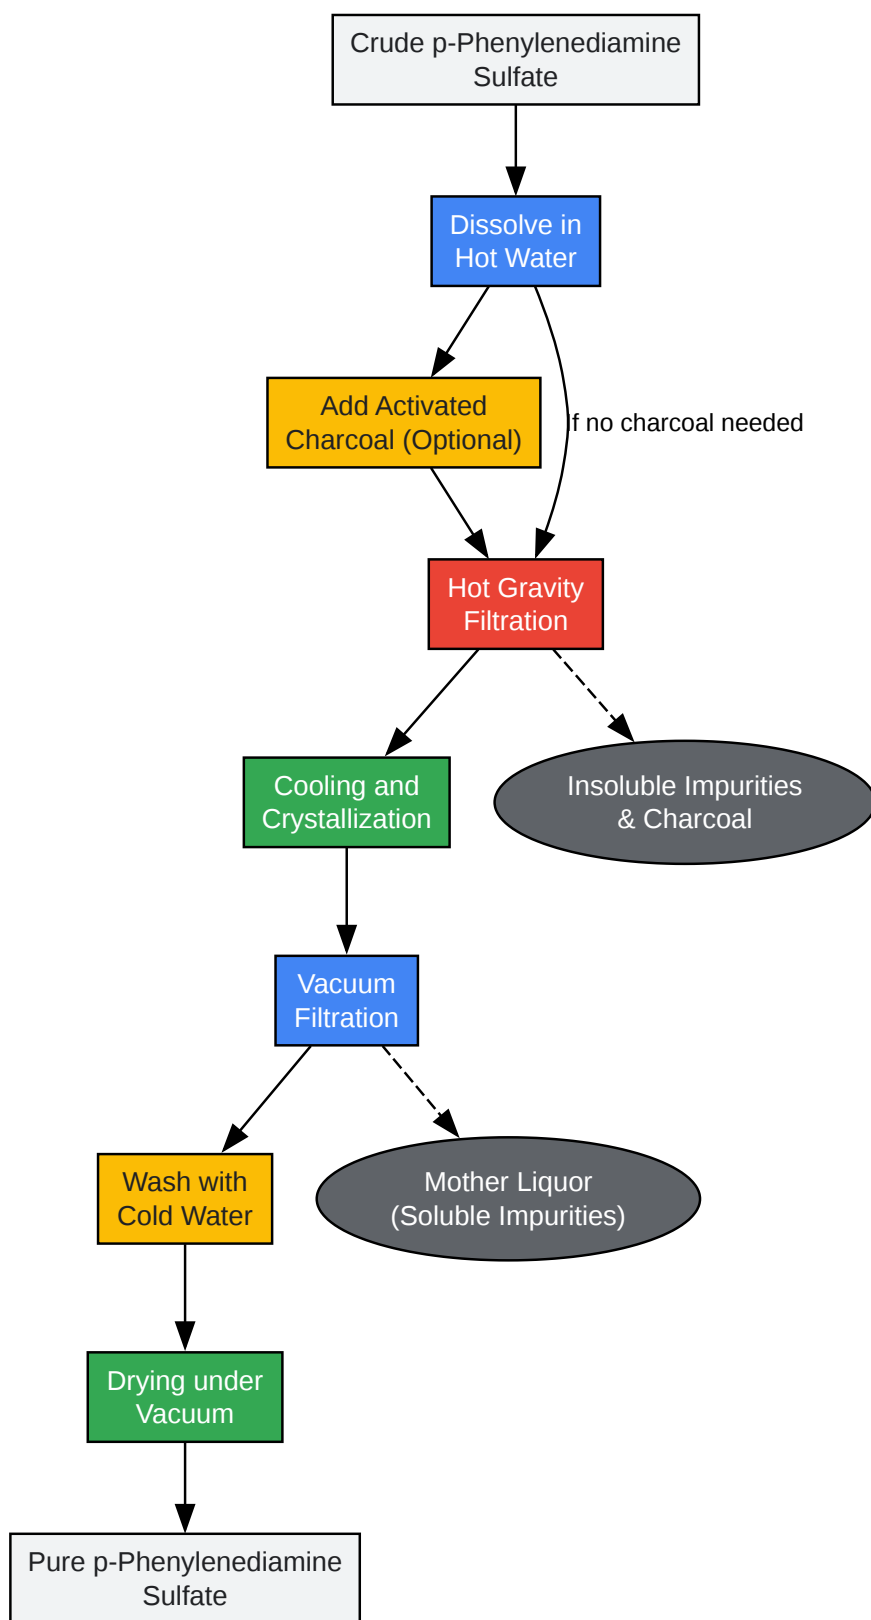 Crude p-Phenylenediamine
Sulfate
Dissolve in
Hot Water
Add Activated
Charcoal (Optional)
If no charcoal needed
Hot Gravity
Filtration
Cooling and
Crystallization
Insoluble Impurities
& Charcoal
Vacuum
Filtration
Wash with
Cold Water
Mother Liquor
(Soluble Impurities)
Drying under
Vacuum
Pure p-Phenylenediamine
Sulfate